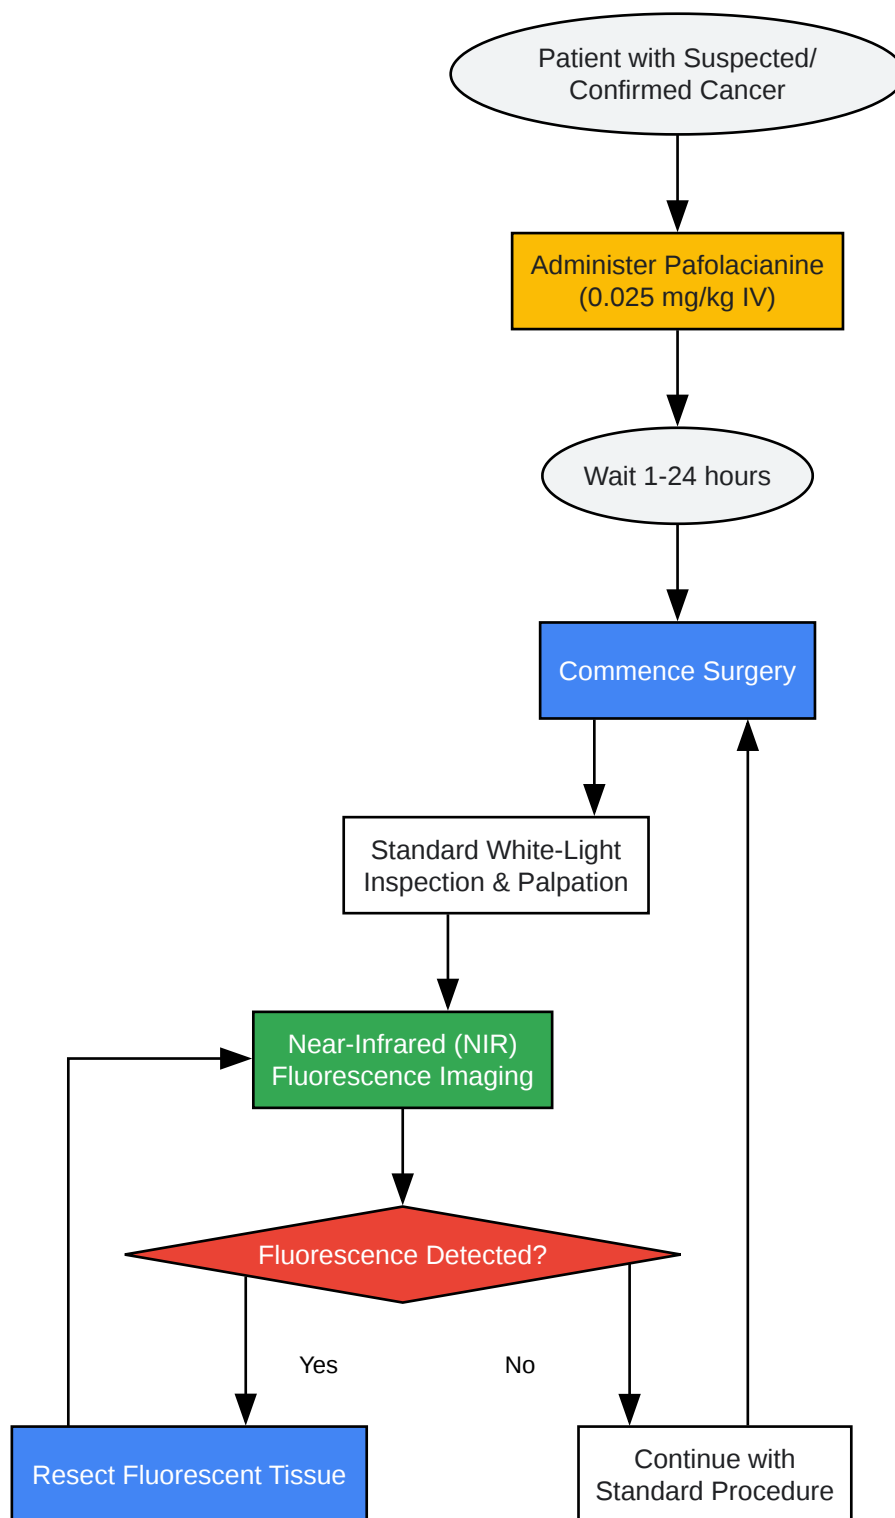 Patient with Suspected/
Confirmed Cancer
Administer Pafolacianine
(0.025 mg/kg IV)
Wait 1-24 hours
Commence Surgery
Standard White-Light
Inspection & Palpation
Near-Infrared (NIR)
Fluorescence Imaging
Fluorescence Detected?
Yes
No
Resect Fluorescent Tissue
Continue with
Standard Procedure